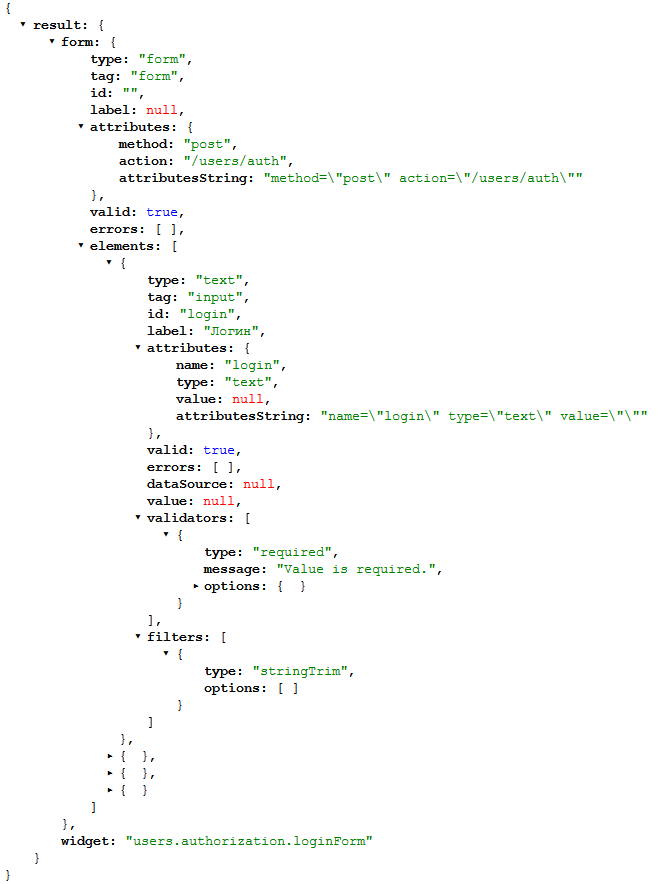 {
▾ result: {
▾ form: {
type: "form",
tag: "form",
id: "",
label: null,
▾ attributes: {
method: "post",
action: "/users/auth",
attributesString: "method=\"post\" action=\"/users/auth\""
},
valid: true,
errors: [ ],
▾ elements: [
▾ {
type: "text",
tag: "input",
id: "login",
label: "Логин",
▾ attributes: {
name: "login",
type: "text",
value: null,
attributesString: "name=\"login\" type=\"text\" value=\"\""
},
valid: true,
errors: [ ],
dataSource: null,
value: null,
▾ validators: [
▾ {
type: "required",
message: "Value is required.",
▸ options: { }
}
],
▾ filters: [
▾ {
type: "stringTrim",
options: [ ]
}
]
},
▸ { },
▸ { },
▸ { }
]
},
widget: "users.authorization.loginForm"
}
}